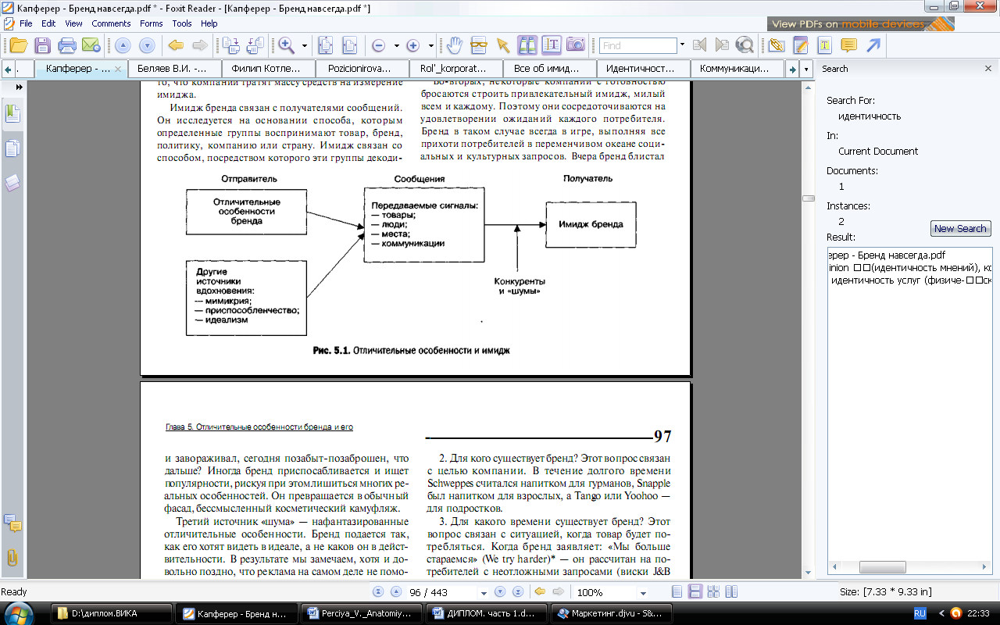 Капферер - Бренд навсегда.pdf * - Foxit Reader - [Капферер - Бренд навсегда.pdf *]
File Edit View Comments Forms Tools Help
View PDFs on mobile devices
Find
. Капферер - ... Беляев В.И. -... Филип Котле... Pozicionirova... Rol'_korporat... Все об имид... Идентичност... Коммуникаци...
Search
Search For:
идентичность
In:
Current Document
Documents:
1
Instances:
2
Result:
New Search
ерер - Бренд навсегда.pdf
inion □□(идентичность мнений), ко
идентичность услуг (физиче-□□ск
то, что компании тратят массу средств на измерение
имиджа.
Имидж бренда связан с получателями сообщений.
Он исследуется на основании способа, которым
определенные группы воспринимают товар, бренд,
политику, компанию или страну. Имидж связан со
способом, посредством которого эти группы декоди-
Во-вторых, некоторые компании с готовностью
бросаются строить привлекательный имидж, милый
всем и каждому. Поэтому они сосредоточиваются на
удовлетворении ожиданий каждого потребителя.
Бренд в таком случае всегда в игре, выполняя все
прихоти потребителей в переменчивом океане соци-
альных и культурных запросов. Вчера бренд блистал
Отправитель
Сообщения
Получатель
Отличительные
особенности
бренда
Передаваемые сигналы:
— товары;
— люди;
— места;
— коммуникации
Имидж бренда
Другие
источники
вдохновения:
— мимикрия;
— приспособленчество;
— идеализм
Конкуренты
и «шумы»
Рис. 5.1. Отличительные особенности и имидж
Глава 5. Отличительные особенности бренда и его
97
и завораживал, сегодня позабыт-позаброшен, что
дальше? Иногда бренд приспосабливается и ищет
популярности, рискуя при этомлишиться многих ре-
альных особенностей. Он превращается в обычный
фасад, бессмысленный косметический камуфляж.
Третий источник «шума» — нафантазированные
отличительные особенности. Бренд подается так,
как его хотят видеть в идеале, а не каков он в дейст-
вительности. В результате мы замечаем, хотя и до-
вольно поздно, что реклама на самом деле не помо-
2. Для кого существует бренд? Этот вопрос связан
с целью компании. В течение долгого времени
Schweppes считался напитком для гурманов, Snapple
был напитком для взрослых, а Tango или Yoohoo —
для подростков.
3. Для какого времени существует бренд? Этот
вопрос связан с ситуацией, когда товар будет по-
требляться. Когда бренд заявляет: «Мы больше
стараемся» (We try harder)* — он рассчитан на по-
требителей с неотложными запросами (виски J&B
Ready
96 / 443
100%
Size: [7.33 * 9.33 in]
D:\диплом.ВИКА
Капферер - Бренд н...
Perciya_V._Anatomiy...
ДИПЛОМ. часть 1.d...
Маркетинг.djvu - S&...
RU
22:33